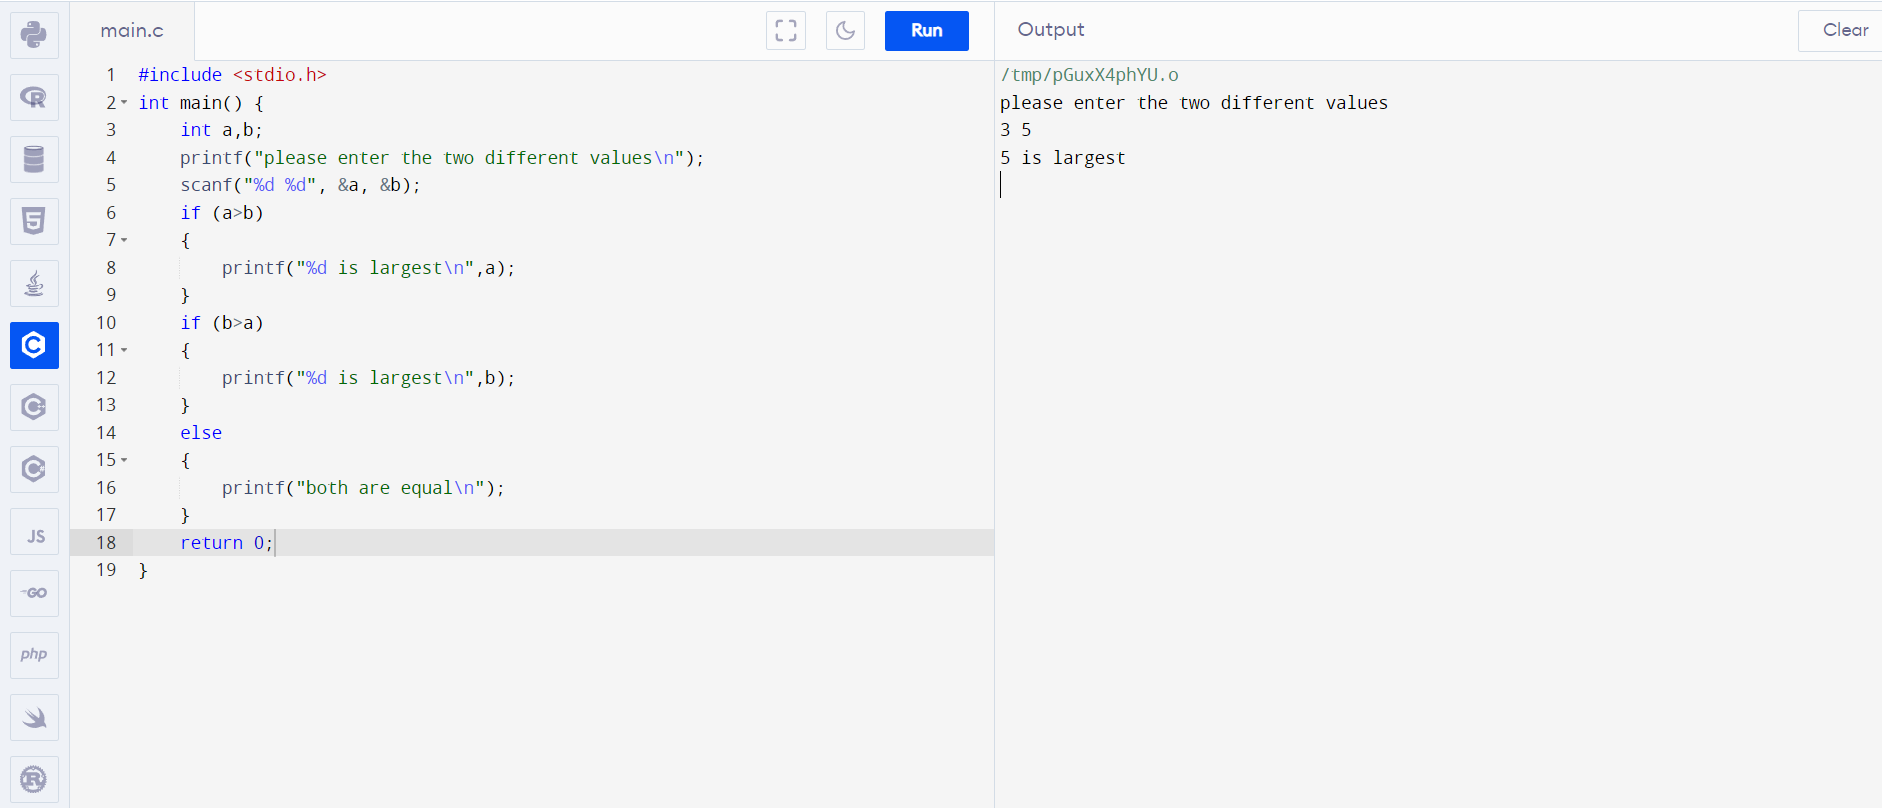 main.c
Run
Output
Clear
1 #include <stdio.h>
2 int main() {
3     int a,b;
4     printf("please enter the two different values\n");
5     scanf("%d %d", &a, &b);
6     if (a>b)
7     {
8         printf("%d is largest\n",a);
9     }
10     if (b>a)
11     {
12         printf("%d is largest\n",b);
13     }
14     else
15     {
16         printf("both are equal\n");
17     }
18     return 0;
19 }
/tmp/pGuxX4phYU.o
please enter the two different values
3 5
5 is largest
R
5
C
C
C
JS
GO
php
R